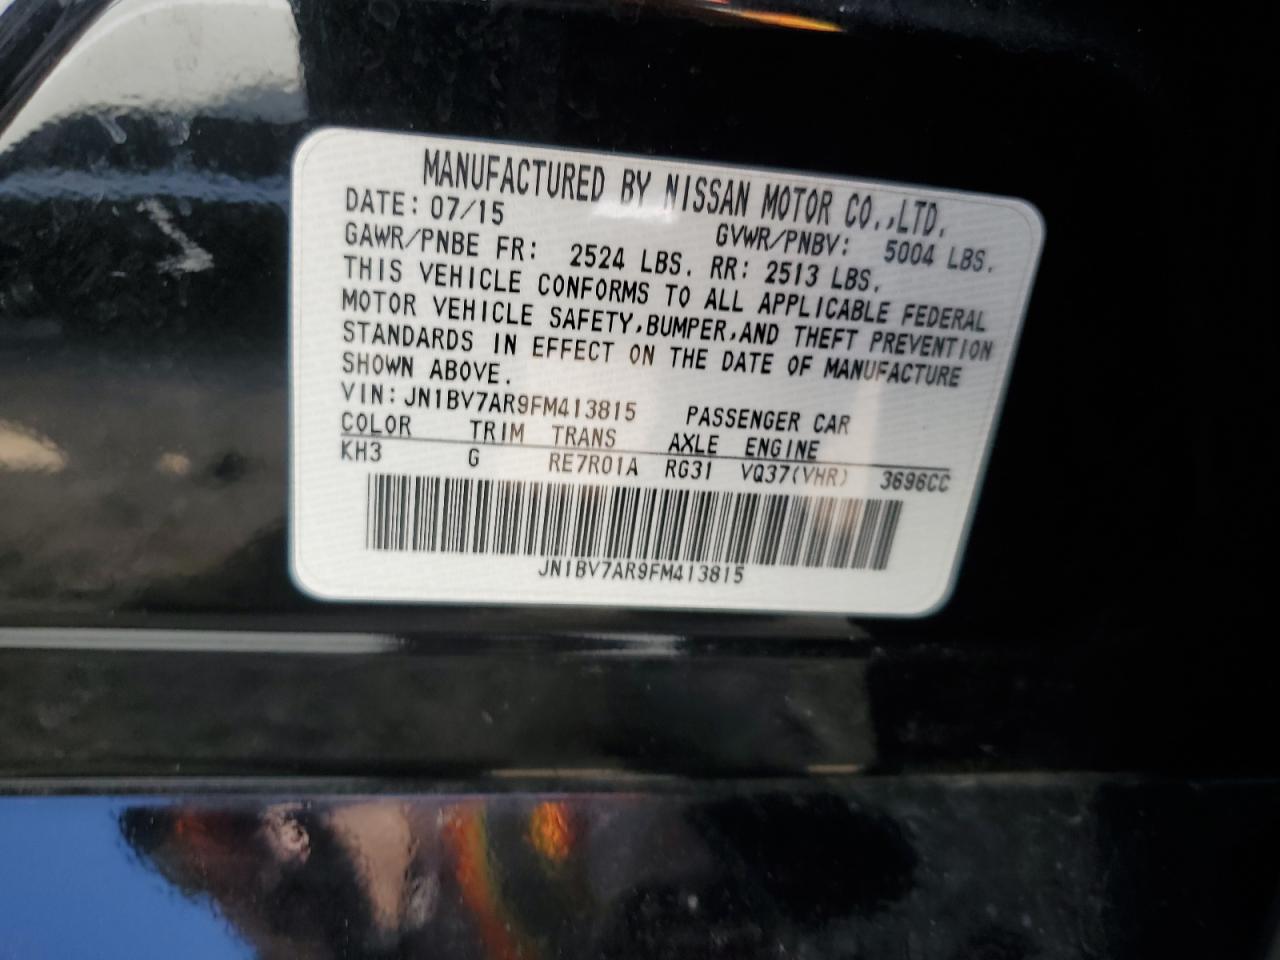 MANUFACTURED BY NISSAN MOTOR CO.,LTD.
DATE: 07/15 GVWR/PNBV: 5004 LBS.
GAWR/PNBE FR: 2524 LBS. RR: 2513 LBS.
THIS VEHICLE CONFORMS TO ALL APPLICABLE FEDERAL
MOTOR VEHICLE SAFETY,BUMPER,AND THEFT PREVENTION
STANDARDS IN EFFECT ON THE DATE OF MANUFACTURE
SHOWN ABOVE.
VIN: JN1BV7AR9FM413815 PASSENGER CAR
COLOR TRIM TRANS AXLE ENGINE
KH3 G RE7R01A RG31 VQ37(VHR) 3696CC
JN1BV7AR9FM413815